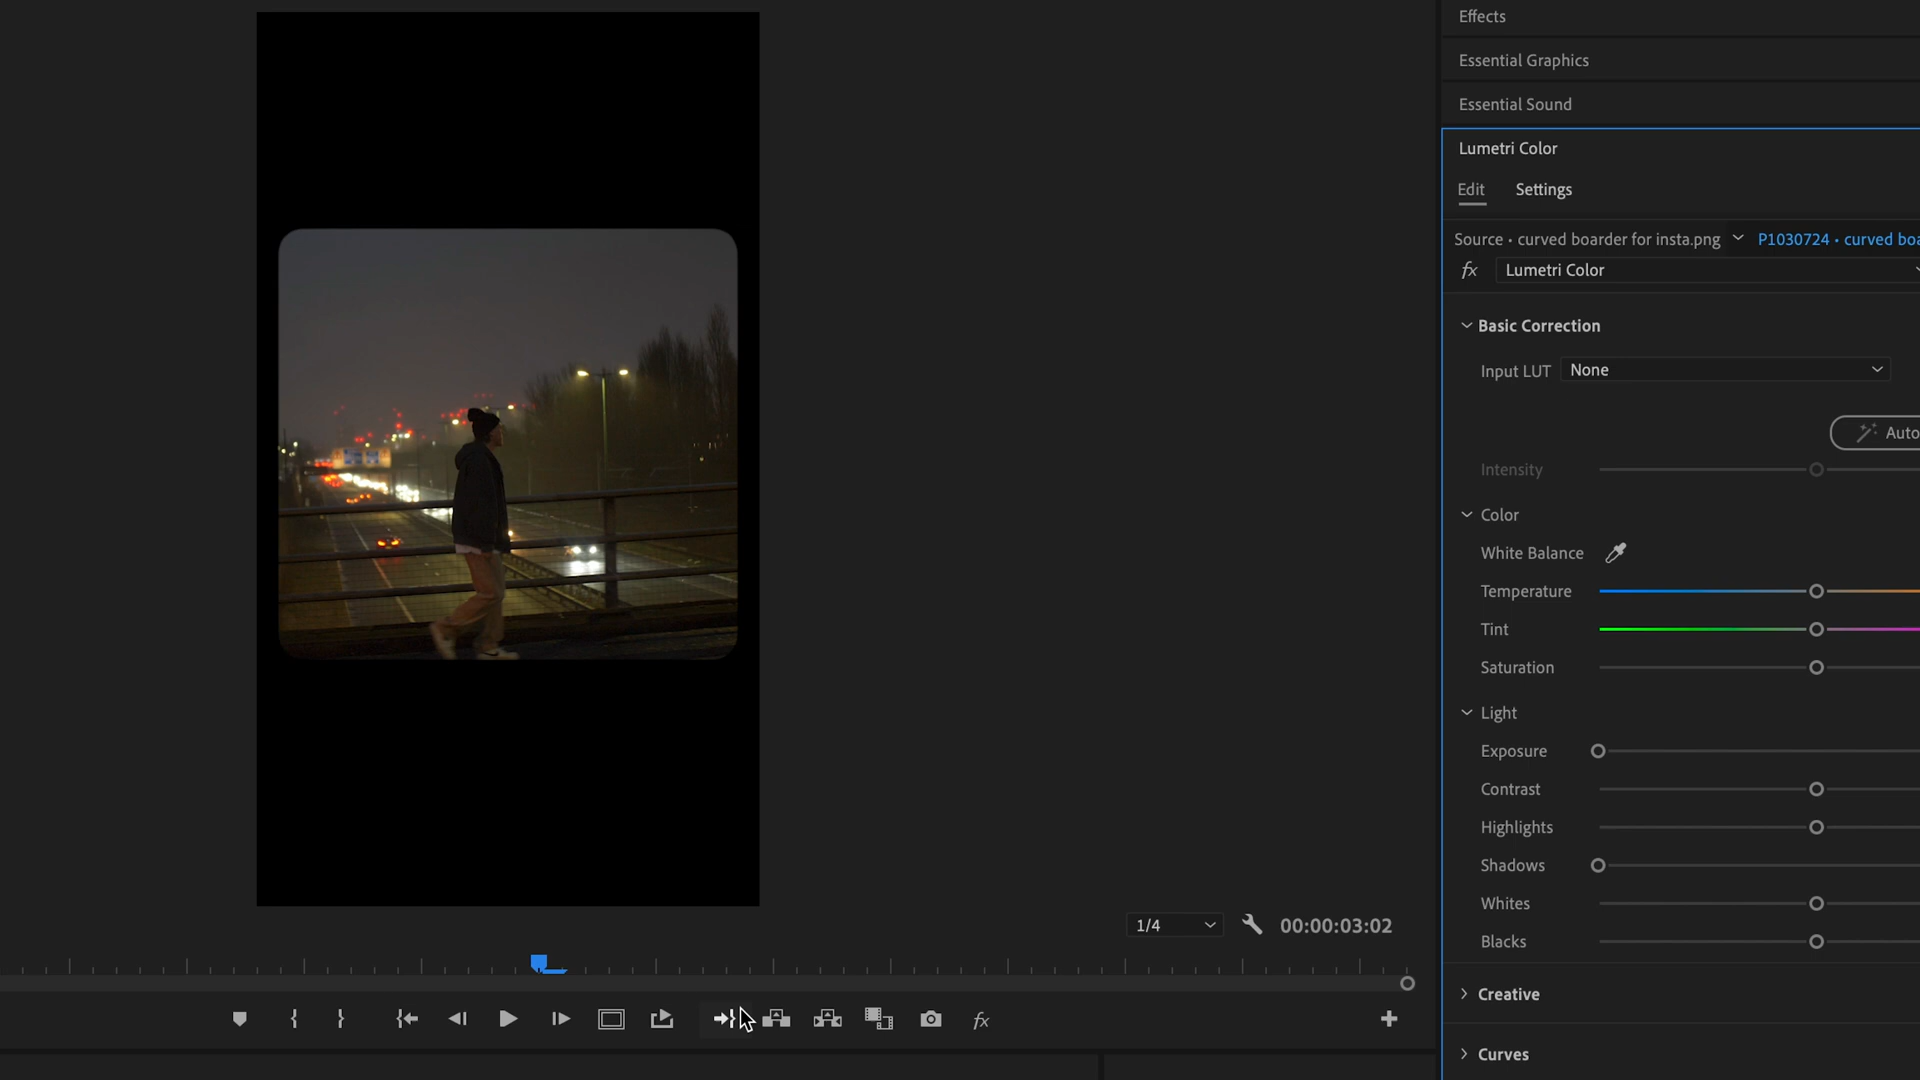 Effects
Essential Graphics
Essential Sound
Lumetri Color
Edit Settings
Source • curved boarder for insta.png P1030724 • curved boa
fx Lumetri Color
Basic Correction
Input LUT None
Auto
Intensity
Color
White Balance
Temperature
Tint
Saturation
Light
Exposure
Contrast
Highlights
Shadows
Whites
Blacks
1/4 00:00:03:02
fx
Creative
Curves